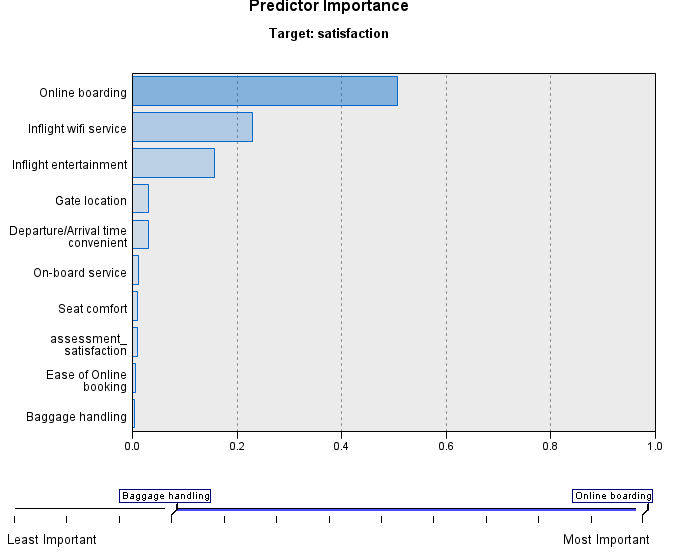 Predictor Importance
Target: satisfaction
Online boarding
Inflight wifi service
Inflight entertainment
Gate location
Departure/Arrival time
convenient
On-board service
Seat comfort
assessment_
satisfaction
Ease of Online
booking
Baggage handling
0.0 0.2 0.4 0.6 0.8 1.0
Baggage handling Online boarding
Least Important Most Important